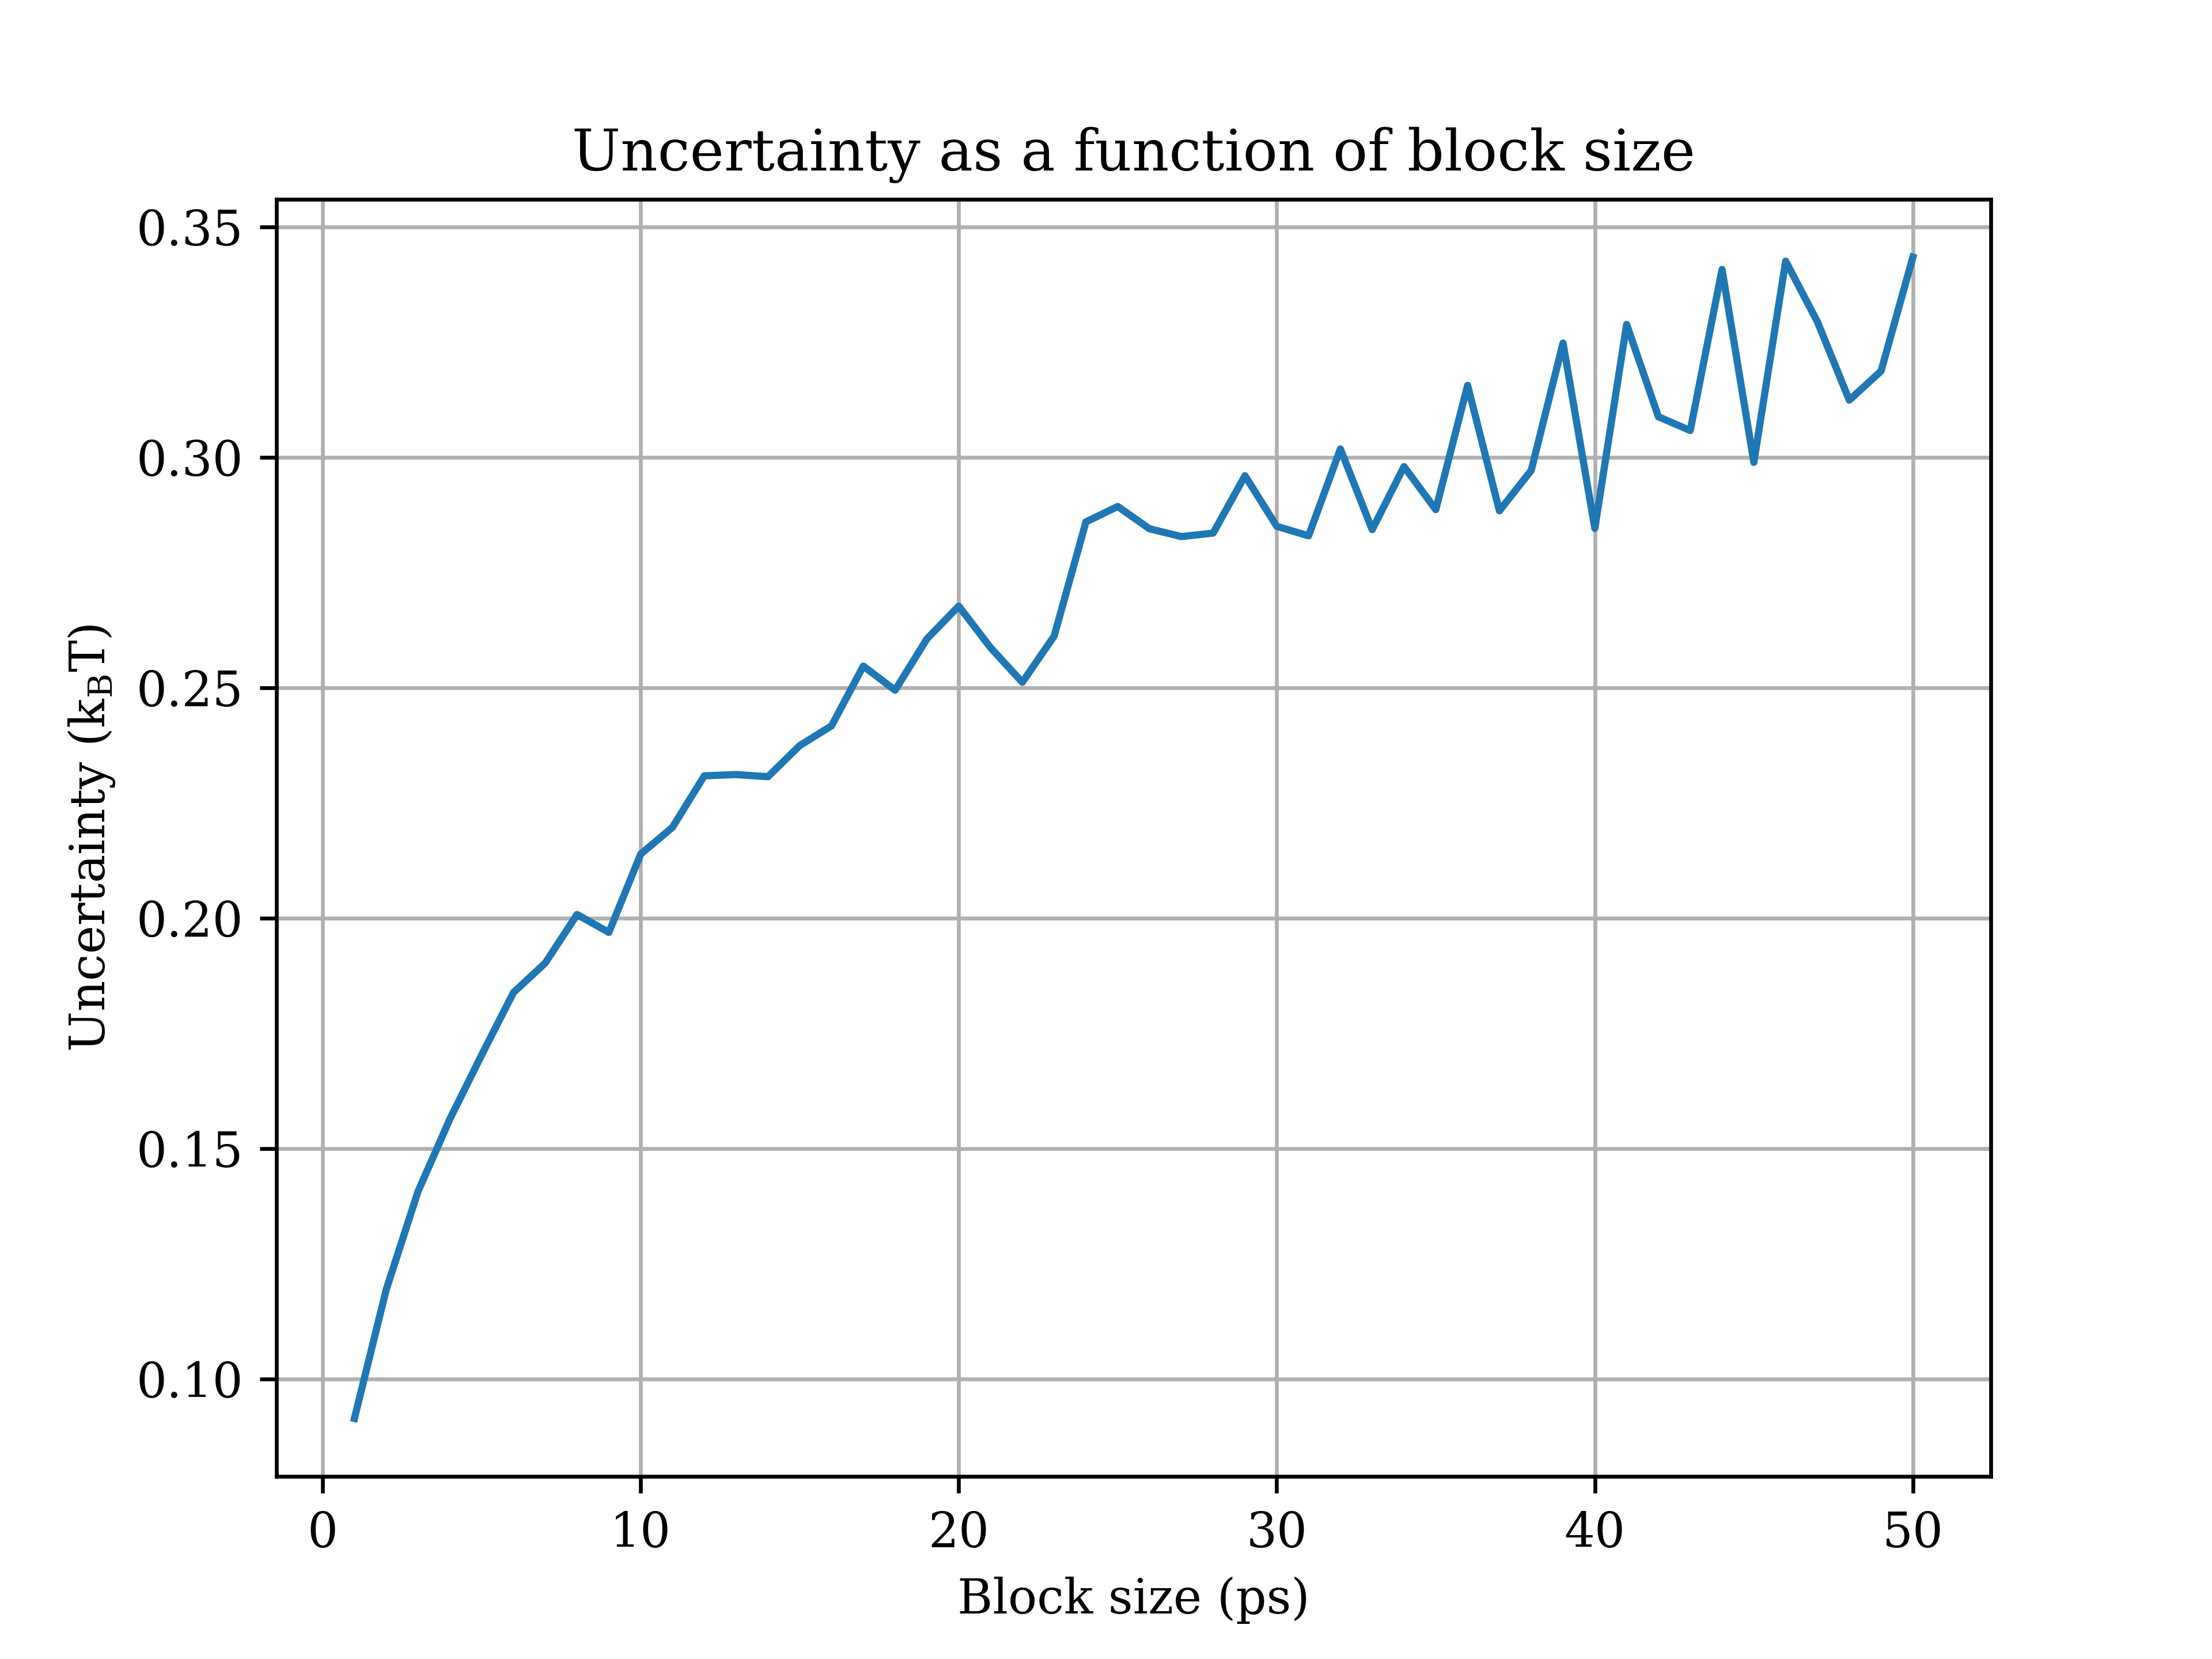 Uncertainty as a function of block size
Uncertainty (k_BT)
0.35
0.30
0.25
0.20
0.15
0.10
0 10 20 30 40 50
Block size (ps)